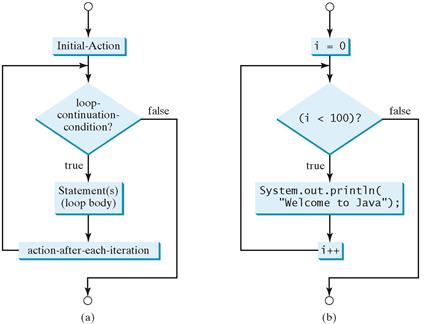 Initial-Action
loop-
continuation-
condition?
false
true
Statement(s)
(loop body)
action-after-each-iteration
(a)
i = 0
(i < 100)?
false
true
System.out.println(
"Welcome to Java");
i++
(b)